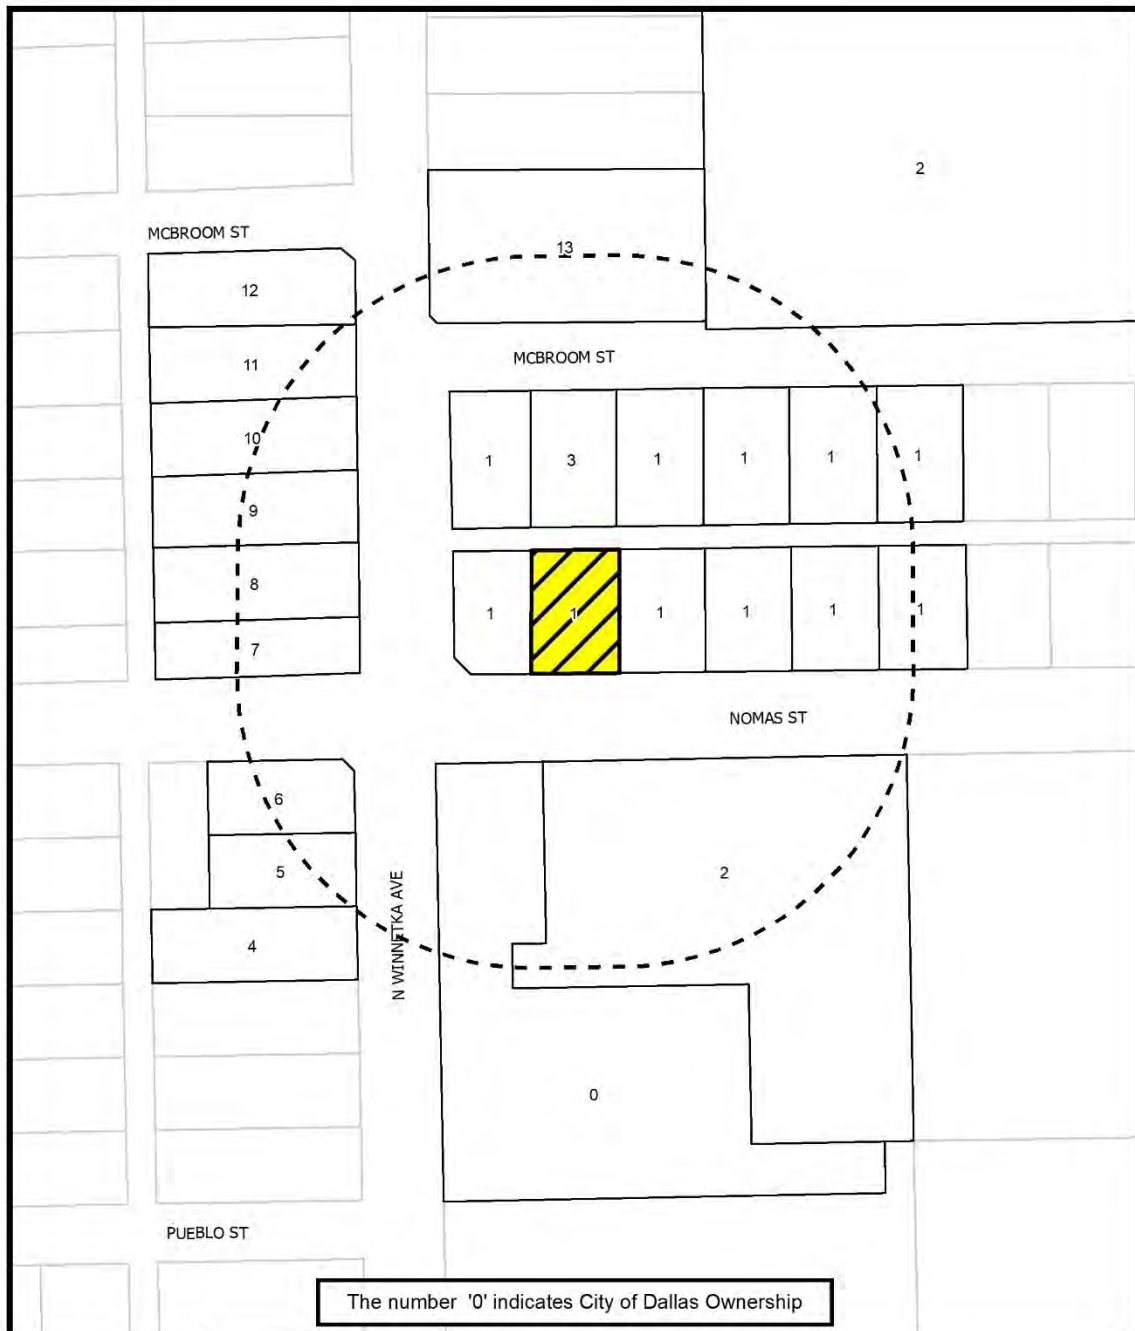 2
MCBROOM ST
13
12
MCBROOM ST
11
10
1 3 1 1 1 1
9
8
1 1 1 1 1 1
7
NOMAS ST
6
5
2
N WINNETKA AVE
4
0
PUEBLO ST
The number '0' indicates City of Dallas Ownership